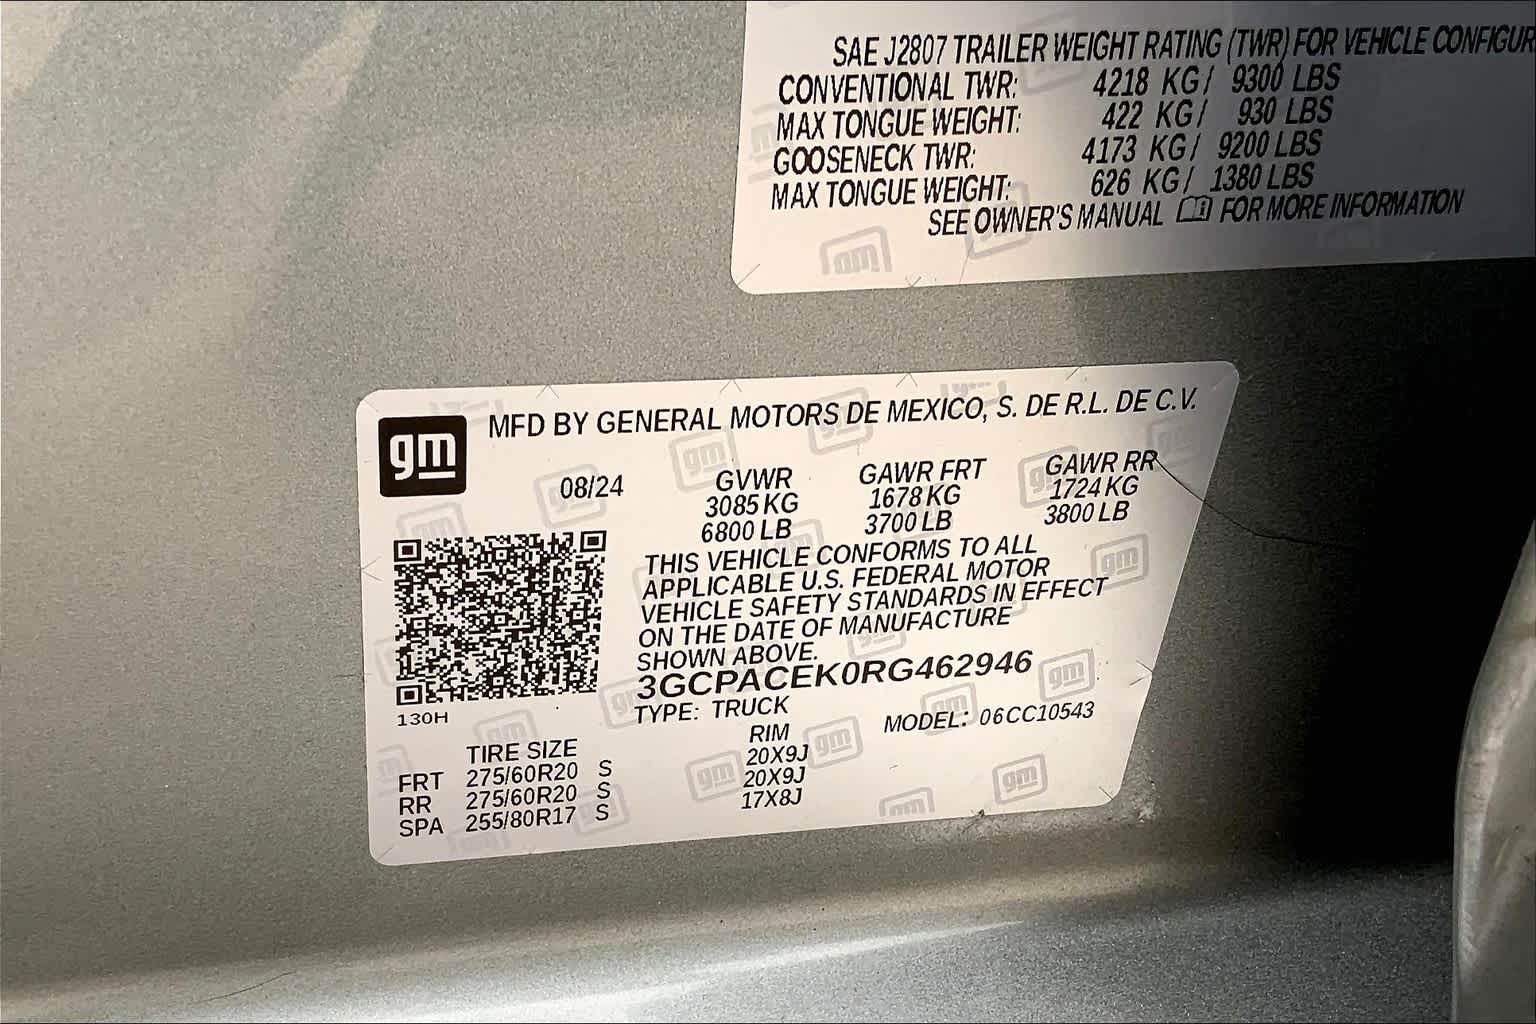 SAE J2807 TRAILER WEIGHT RATING (TWR) FOR VEHICLE
CONVENTIONAL TWR: 4218 KG/ 9300 LBS
MAX TONGUE WEIGHT: 422 KG/ 930 LBS
GOOSENECK TWR: 4173 KG/ 9200 LBS
MAX TONGUE WEIGHT: 626 KG/ 1380 LBS
SEE OWNER'S MANUAL FOR MORE INFORMATION
gm
MFD BY GENERAL MOTORS DE MEXICO, S. DE R.L. DE C.V.
08/24 GVWR GAWR FRT GAWR RR
3085 KG 1678 KG 1724 KG
6800 LB 3700 LB 3800 LB
THIS VEHICLE CONFORMS TO ALL
APPLICABLE U.S. FEDERAL MOTOR
VEHICLE SAFETY STANDARDS IN EFFECT
ON THE DATE OF MANUFACTURE
SHOWN ABOVE.
3GCPACEK0RG462946
130H
TYPE: TRUCK MODEL: 06CC10543
TIRE SIZE RIM
FRT 275/60R20 S 20X9J
RR 275/60R20 S 20X9J
SPA 255/80R17 S 17X8J